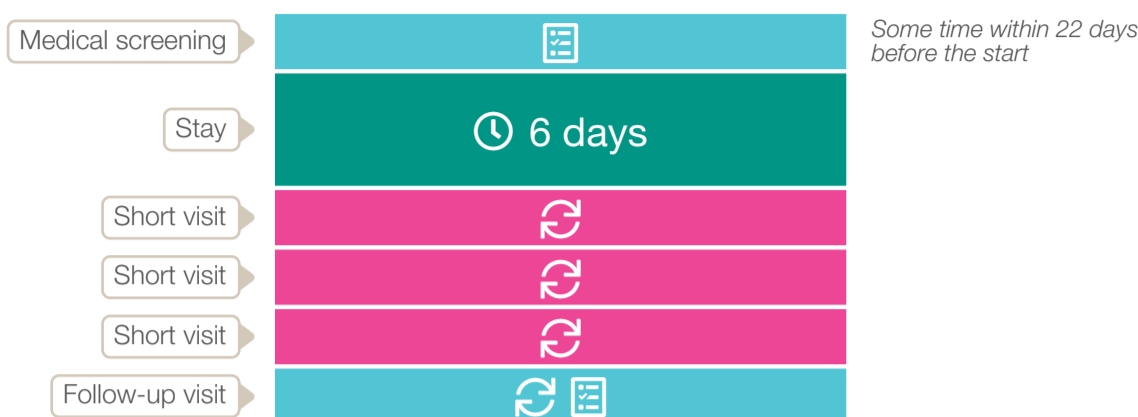 Medical screening
Some time within 22 days
before the start
Stay
6 days
Short visit
Short visit
Short visit
Follow-up visit